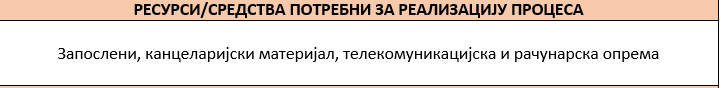 РЕСУРСИ/СРЕДСТВА ПОТРЕБНИ ЗА РЕАЛИЗАЦИЈУ ПРОЦЕСА
Запослени, канцеларијски материјал, телекомуникацијска и рачунарска опрема